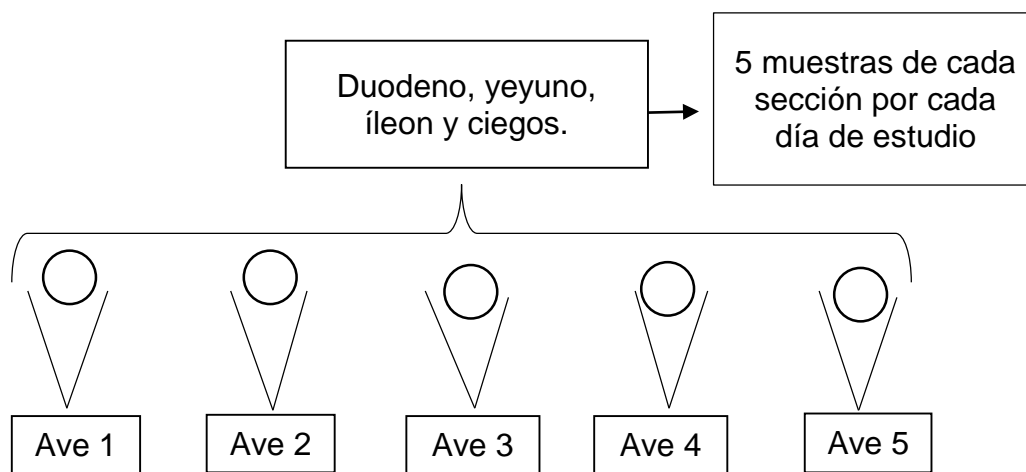 Duodeno, yeyuno,
íleon y ciegos.
5 muestras de cada
sección por cada
día de estudio
Ave 1
Ave 2
Ave 3
Ave 4
Ave 5